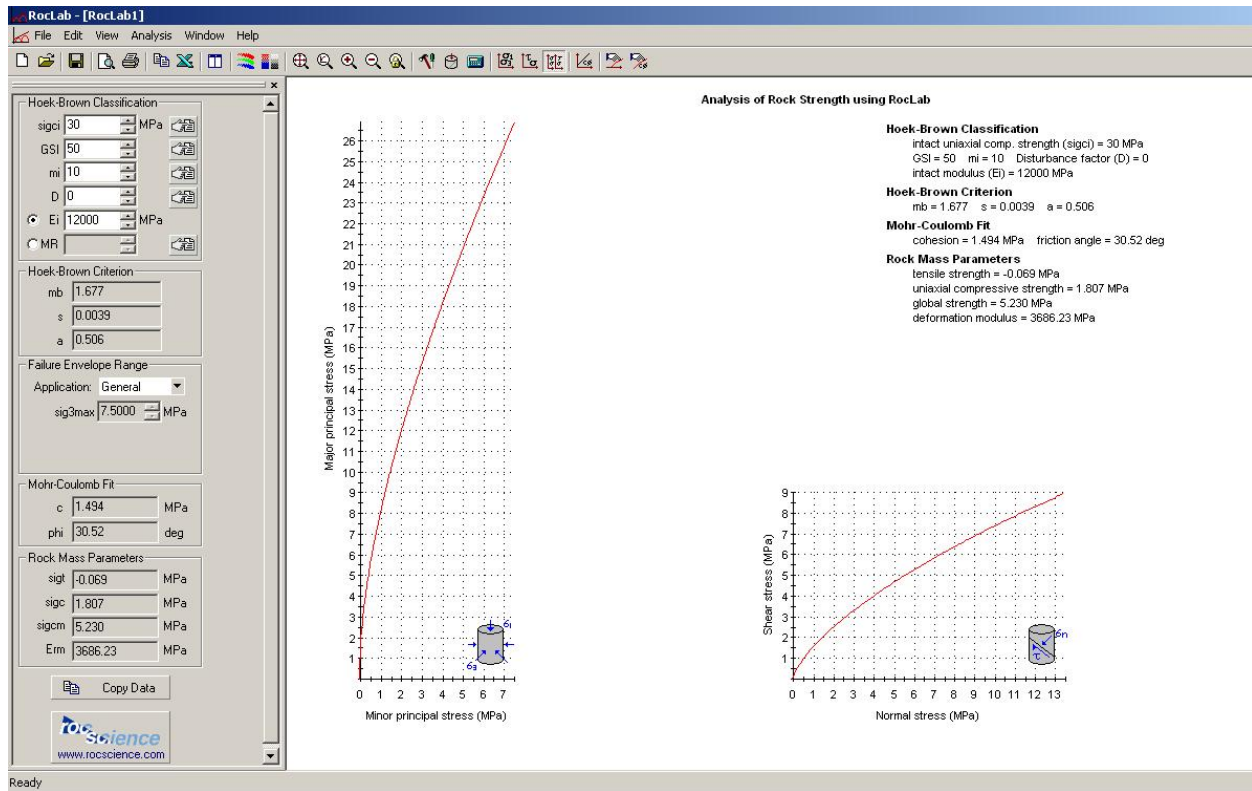 RocLab - [RocLab1]
File Edit View Analysis Window Help
Hoek-Brown Classification
sigci 30 MPa
GSI 50
mi 10
D 0
Ei 12000 MPa
MR
Hoek-Brown Criterion
mb 1.677
s 0.0039
a 0.506
Failure Envelope Range
Application: General
sig3max 7.5000 MPa
Mohr-Coulomb Fit
c 1.494 MPa
phi 30.52 deg
Rock Mass Parameters
sigt -0.069 MPa
sigc 1.807 MPa
sigcm 5.230 MPa
Erm 3686.23 MPa
Copy Data
rocscience
www.rocscience.com
Ready
Analysis of Rock Strength using RocLab
Hoek-Brown Classification
intact uniaxial comp. strength (sigci) = 30 MPa
GSI = 50 mi = 10 Disturbance factor (D) = 0
intact modulus (Ei) = 12000 MPa
Hoek-Brown Criterion
mb = 1.677 s = 0.0039 a = 0.506
Mohr-Coulomb Fit
cohesion = 1.494 MPa friction angle = 30.52 deg
Rock Mass Parameters
tensile strength = -0.069 MPa
uniaxial compressive strength = 1.807 MPa
global strength = 5.230 MPa
deformation modulus = 3686.23 MPa
Major principal stress (MPa)
26
25
24
23
22
21
20
19
18
17
16
15
14
13
12
11
10
9
8
7
6
5
4
3
2
1
σ1
σ3
0 1 2 3 4 5 6 7
Minor principal stress (MPa)
Shear stress (MPa)
9
8
7
6
5
4
3
2
1
σn
τ
0 1 2 3 4 5 6 7 8 9 10 11 12 13
Normal stress (MPa)